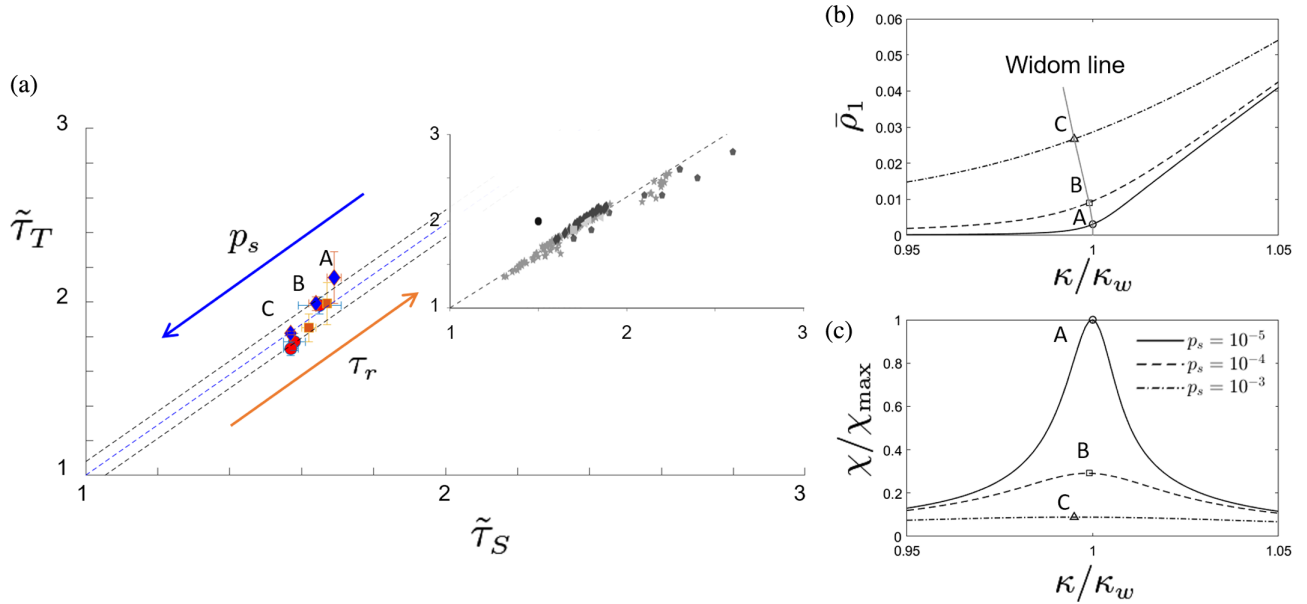 (a)
3
2
1
τ̃_T
1
2
3
τ̃_S
p_s
A
B
C
τ_r
3
2
1
1
2
3
(b)
0.06
0.05
0.04
0.03
0.02
0.01
0
ρ̄₁
Widom line
C
B
A
0.95
1
1.05
κ/κ_w
(c)
1
0.8
0.6
0.4
0.2
0
χ/χ_max
A
B
C
p_s = 10⁻⁵
p_s = 10⁻⁴
p_s = 10⁻³
0.95
1
1.05
κ/κ_w